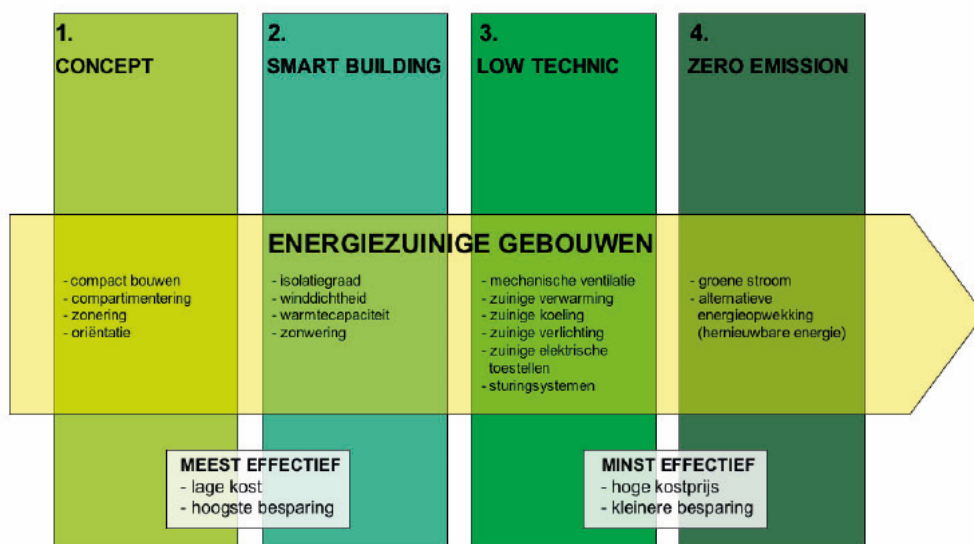 1.
CONCEPT
2.
SMART BUILDING
3.
LOW TECHNIC
4.
ZERO EMISSION
ENERGIEZUINIGE GEBOUWEN
- compact bouwen
- compartimentering
- zonering
- oriëntatie
- isolatiegraad
- winddichtheid
- warmtecapaciteit
- zonwering
- mechanische ventilatie
- zuinige verwarming
- zuinige koeling
- zuinige verlichting
- zuinige elektrische
toestellen
- sturingsystemen
- groene stroom
- alternatieve
energieopwekking
(hernieuwbare energie)
MEEST EFFECTIEF
- lage kost
- hoogste besparing
MINST EFFECTIEF
- hoge kostprijs
- kleinere besparing